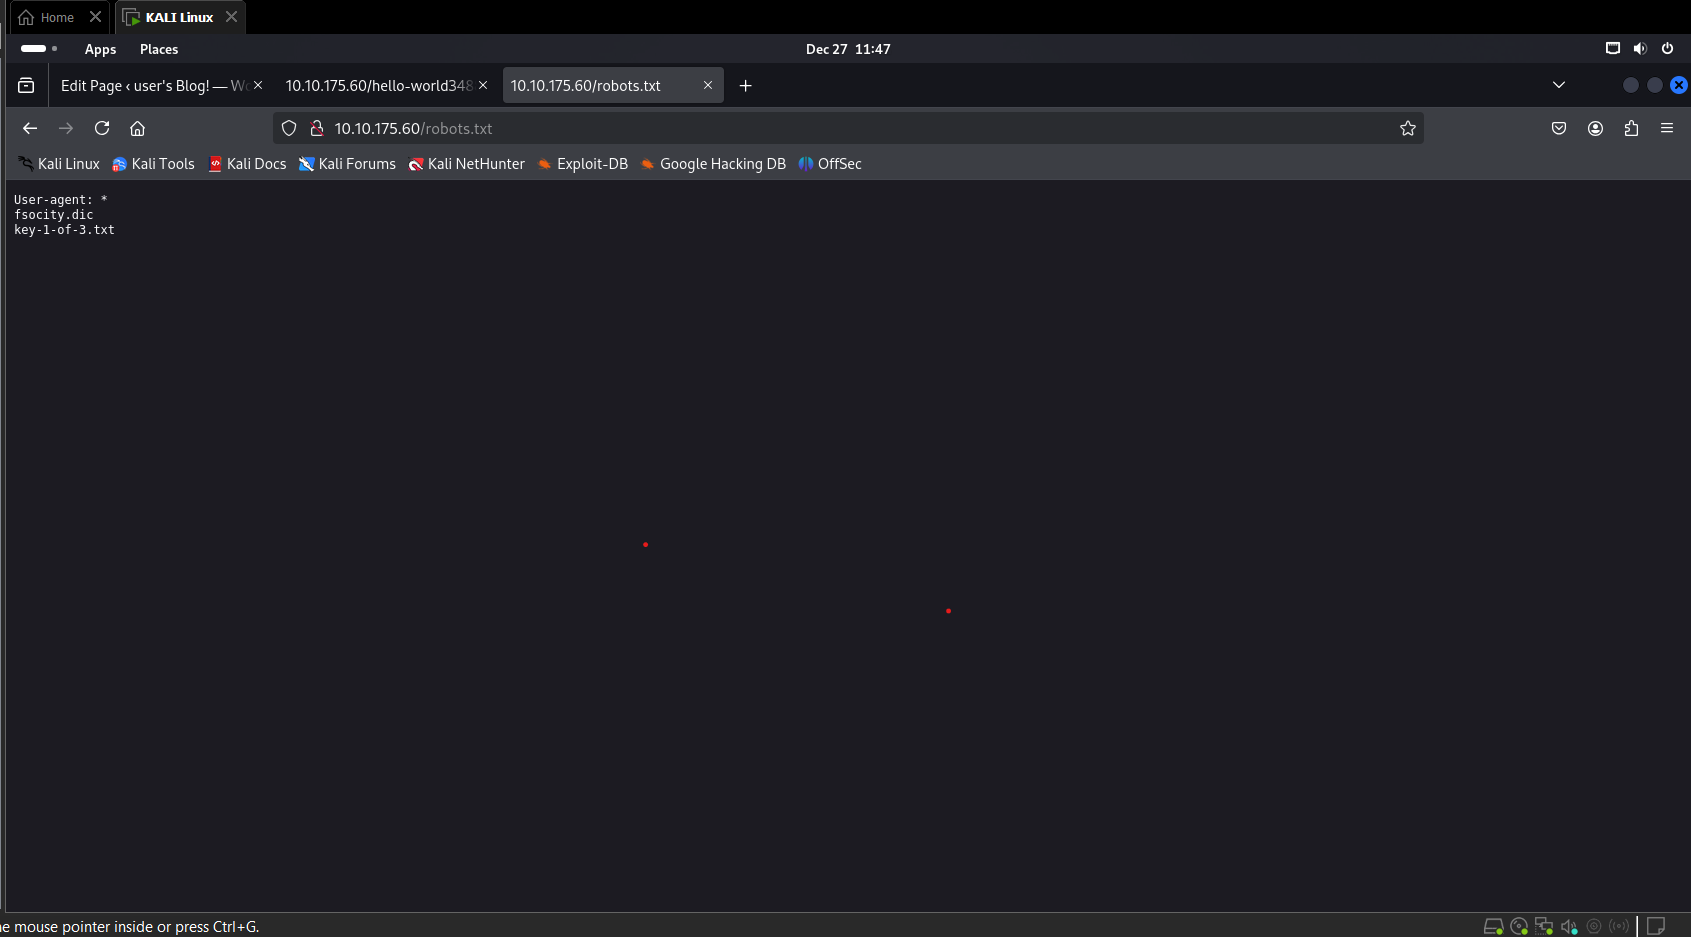 Home
KALI Linux
Apps Places Dec 27 11:47
Edit Page ‹ user's Blog! — Wo 10.10.175.60/hello-world348 10.10.175.60/robots.txt
10.10.175.60/robots.txt
Kali Linux Kali Tools Kali Docs Kali Forums Kali NetHunter Exploit-DB Google Hacking DB OffSec
User-agent: *
fsocity.dic
key-1-of-3.txt
e mouse pointer inside or press Ctrl+G.